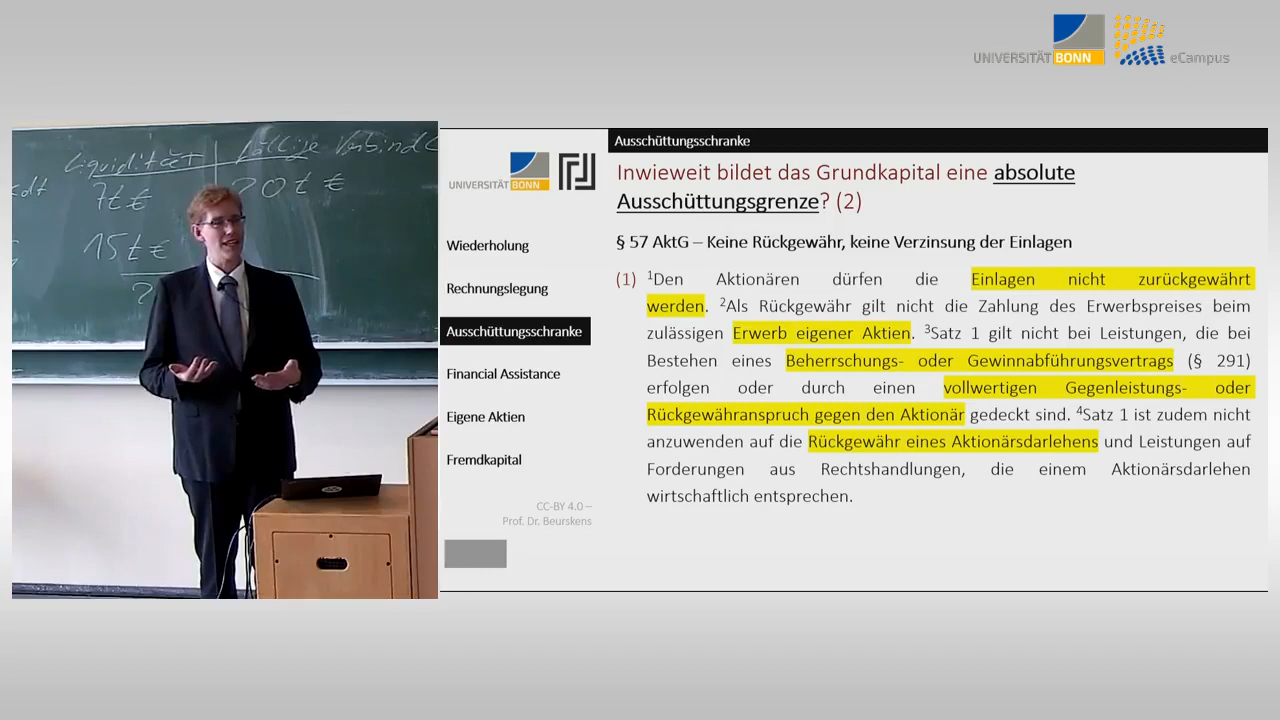 UNIVERSITÄT BONN eCampus
Liquidität fällige Verbindl
7t € 20t €
15t €
UNIVERSITÄT BONN
Wiederholung
Rechnungslegung
Ausschüttungsschranke
Financial Assistance
Eigene Aktien
Fremdkapital
CC-BY 4.0 –
Prof. Dr. Beurskens
Ausschüttungsschranke
Inwieweit bildet das Grundkapital eine absolute
Ausschüttungsgrenze? (2)
§ 57 AktG – Keine Rückgewähr, keine Verzinsung der Einlagen
(1) ¹Den Aktionären dürfen die Einlagen nicht zurückgewährt
werden. ²Als Rückgewähr gilt nicht die Zahlung des Erwerbspreises beim
zulässigen Erwerb eigener Aktien. ³Satz 1 gilt nicht bei Leistungen, die bei
Bestehen eines Beherrschungs- oder Gewinnabführungsvertrags (§ 291)
erfolgen oder durch einen vollwertigen Gegenleistungs- oder
Rückgewähranspruch gegen den Aktionär gedeckt sind. ⁴Satz 1 ist zudem nicht
anzuwenden auf die Rückgewähr eines Aktionärsdarlehens und Leistungen auf
Forderungen aus Rechtshandlungen, die einem Aktionärsdarlehen
wirtschaftlich entsprechen.